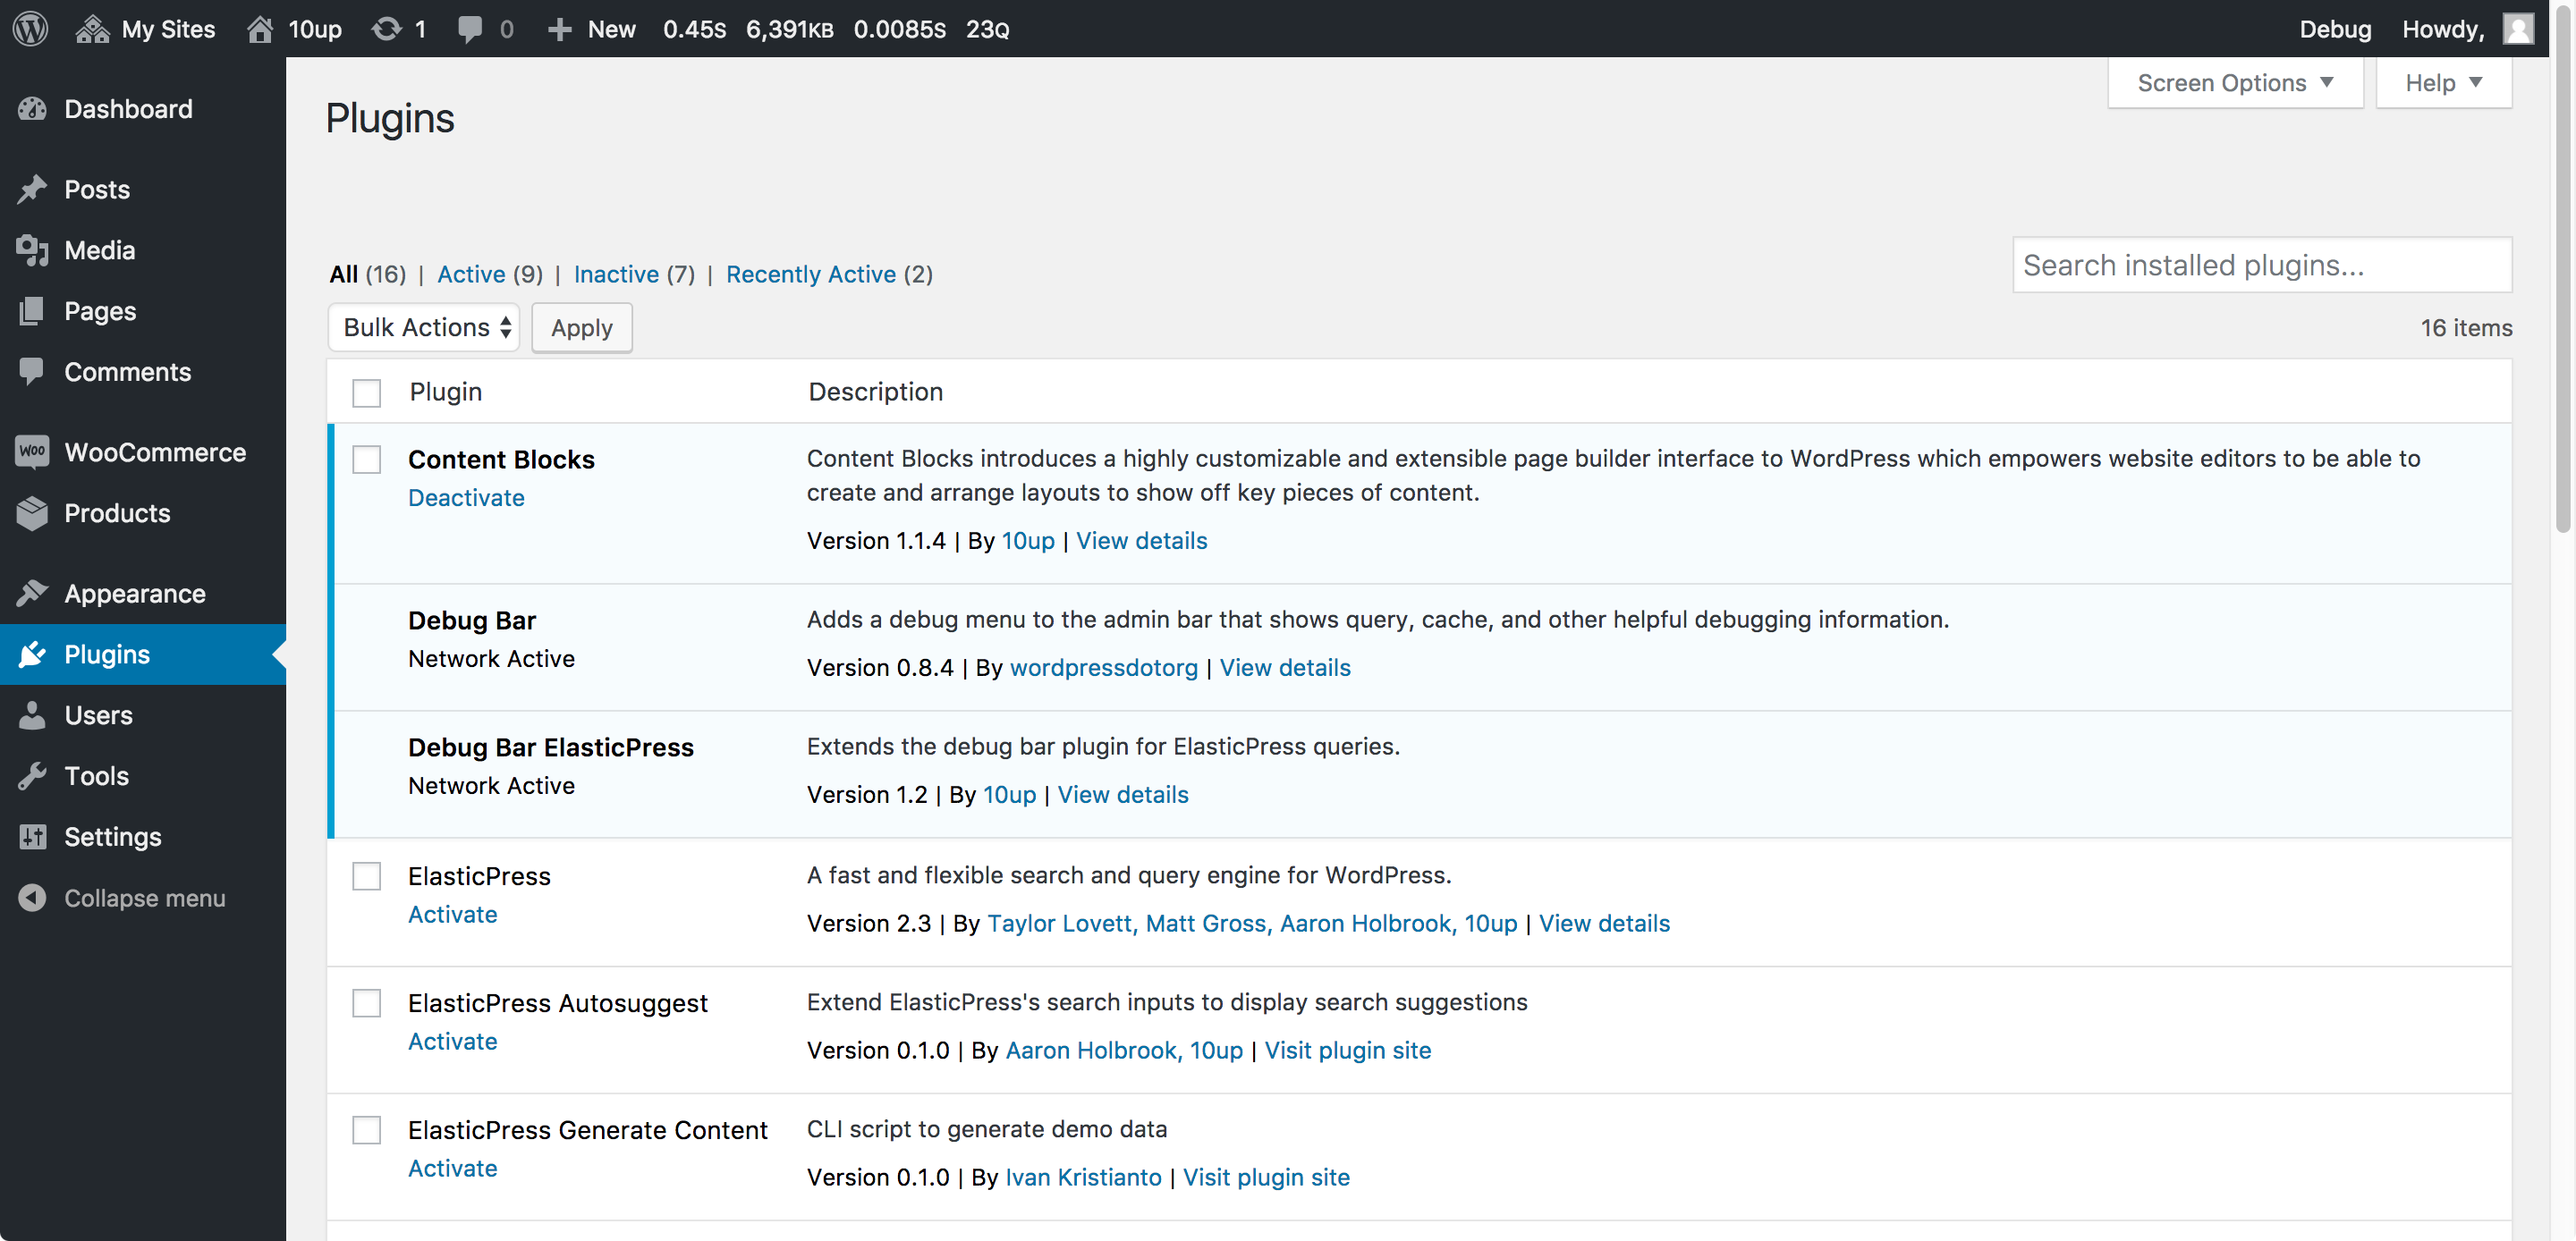 My Sites 10up 1 0 New 0.45S 6,391KB 0.0085S 23Q Debug Howdy,
Screen Options Help
Dashboard
Posts
Media
Pages
Comments
WOO WooCommerce
Products
Appearance
Plugins
Users
Tools
Settings
Collapse menu
Plugins
All (16) | Active (9) | Inactive (7) | Recently Active (2)
Search installed plugins...
Bulk Actions Apply
16 items
Plugin Description
Content Blocks
Deactivate
Content Blocks introduces a highly customizable and extensible page builder interface to WordPress which empowers website editors to be able to
create and arrange layouts to show off key pieces of content.
Version 1.1.4 | By 10up | View details
Debug Bar
Network Active
Adds a debug menu to the admin bar that shows query, cache, and other helpful debugging information.
Version 0.8.4 | By wordpressdotorg | View details
Debug Bar ElasticPress
Network Active
Extends the debug bar plugin for ElasticPress queries.
Version 1.2 | By 10up | View details
ElasticPress
Activate
A fast and flexible search and query engine for WordPress.
Version 2.3 | By Taylor Lovett, Matt Gross, Aaron Holbrook, 10up | View details
ElasticPress Autosuggest
Activate
Extend ElasticPress's search inputs to display search suggestions
Version 0.1.0 | By Aaron Holbrook, 10up | Visit plugin site
ElasticPress Generate Content
Activate
CLI script to generate demo data
Version 0.1.0 | By Ivan Kristianto | Visit plugin site